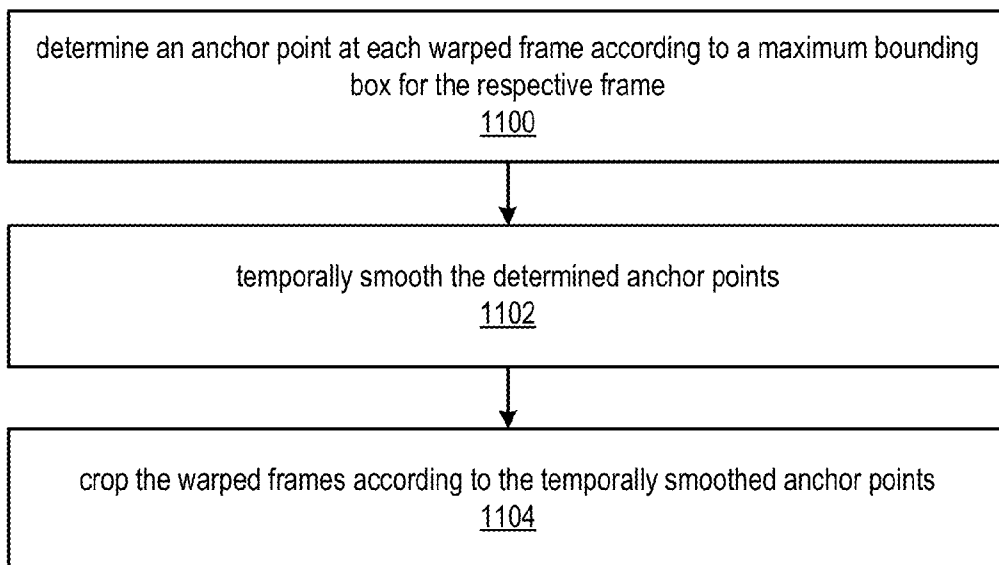 determine an anchor point at each warped frame according to a maximum bounding
box for the respective frame
1100
temporally smooth the determined anchor points
1102
crop the warped frames according to the temporally smoothed anchor points
1104